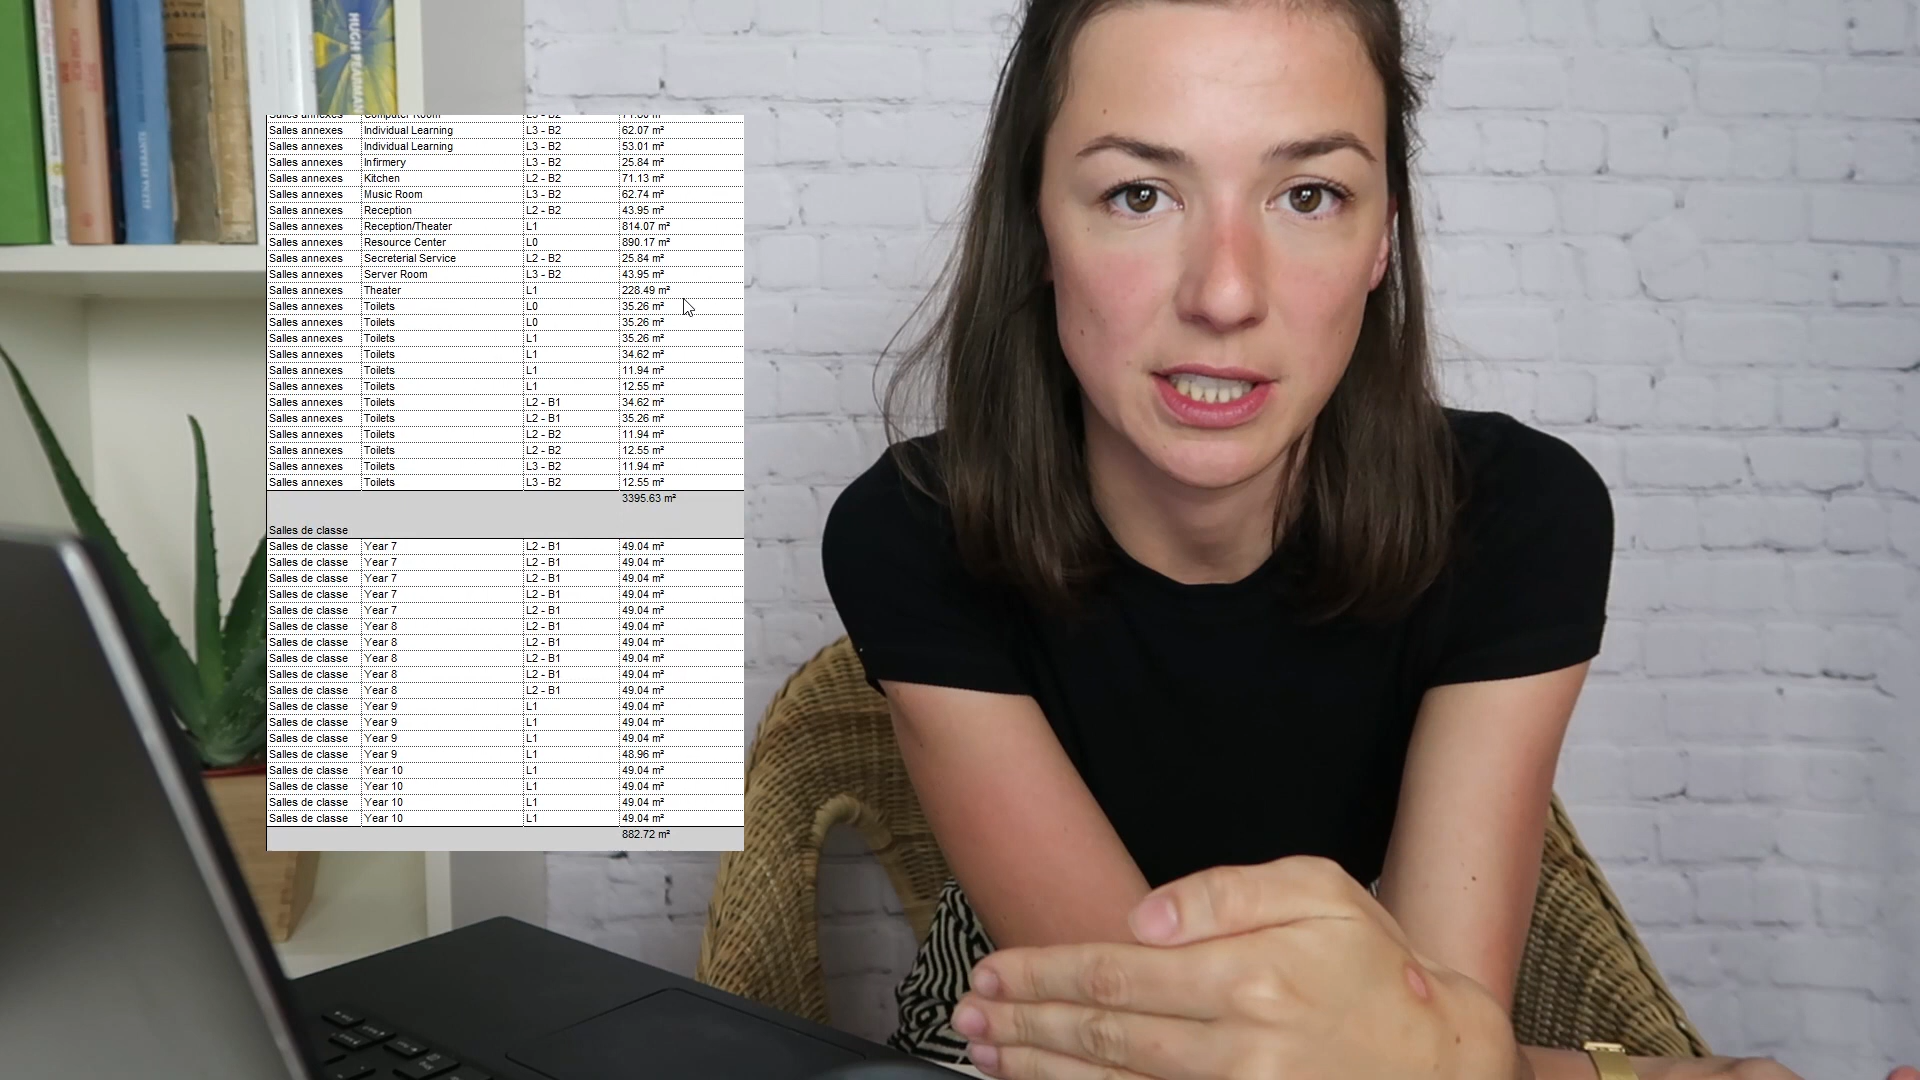 HUGH PEARMAN
Salles annexes Computer Room L3 - B2
Salles annexes Individual Learning L3 - B2 62.07 m²
Salles annexes Individual Learning L3 - B2 53.01 m²
Salles annexes Infirmery L3 - B2 25.84 m²
Salles annexes Kitchen L2 - B2 71.13 m²
Salles annexes Music Room L3 - B2 62.74 m²
Salles annexes Reception L2 - B2 43.95 m²
Salles annexes Reception/Theater L1 814.07 m²
Salles annexes Resource Center L0 890.17 m²
Salles annexes Secreterial Service L2 - B2 25.84 m²
Salles annexes Server Room L3 - B2 43.95 m²
Salles annexes Theater L1 228.49 m²
Salles annexes Toilets L0 35.26 m²
Salles annexes Toilets L0 35.26 m²
Salles annexes Toilets L1 35.26 m²
Salles annexes Toilets L1 34.62 m²
Salles annexes Toilets L1 11.94 m²
Salles annexes Toilets L1 12.55 m²
Salles annexes Toilets L2 - B1 34.62 m²
Salles annexes Toilets L2 - B1 35.26 m²
Salles annexes Toilets L2 - B2 11.94 m²
Salles annexes Toilets L2 - B2 12.55 m²
Salles annexes Toilets L3 - B2 11.94 m²
Salles annexes Toilets L3 - B2 12.55 m²
3395.63 m²
Salles de classe
Salles de classe Year 7 L2 - B1 49.04 m²
Salles de classe Year 7 L2 - B1 49.04 m²
Salles de classe Year 7 L2 - B1 49.04 m²
Salles de classe Year 7 L2 - B1 49.04 m²
Salles de classe Year 7 L2 - B1 49.04 m²
Salles de classe Year 8 L2 - B1 49.04 m²
Salles de classe Year 8 L2 - B1 49.04 m²
Salles de classe Year 8 L2 - B1 49.04 m²
Salles de classe Year 8 L2 - B1 49.04 m²
Salles de classe Year 8 L2 - B1 49.04 m²
Salles de classe Year 9 L1 49.04 m²
Salles de classe Year 9 L1 49.04 m²
Salles de classe Year 9 L1 49.04 m²
Salles de classe Year 9 L1 48.96 m²
Salles de classe Year 10 L1 49.04 m²
Salles de classe Year 10 L1 49.04 m²
Salles de classe Year 10 L1 49.04 m²
Salles de classe Year 10 L1 49.04 m²
882.72 m²